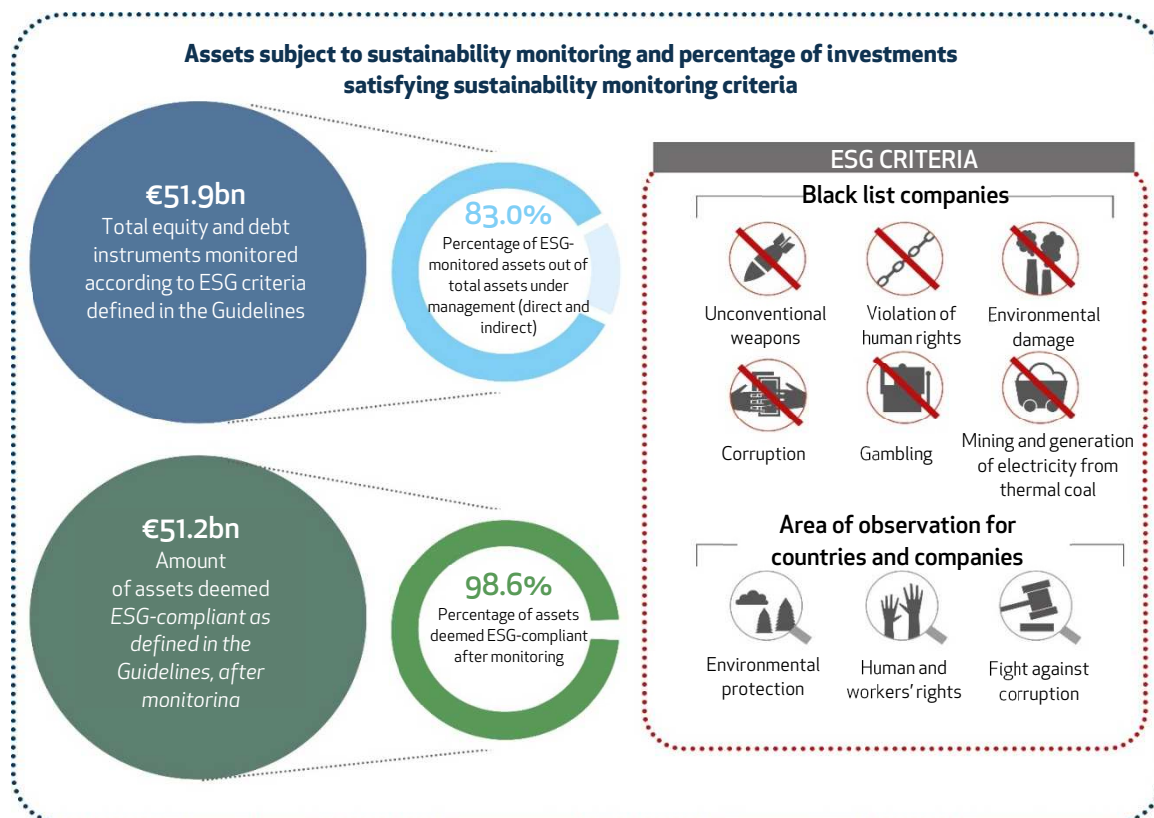 Assets subject to sustainability monitoring and percentage of investments
satisfying sustainability monitoring criteria
€51.9bn
Total equity and debt
instruments monitored
according to ESG criteria
defined in the Guidelines
83.0%
Percentage of ESG-
monitored assets out of
total assets under
management (direct and
indirect)
€51.2bn
Amount
of assets deemed
ESG-compliant as
defined in the
Guidelines, after
monitorina
98.6%
Percentage of assets
deemed ESG-compliant
after monitoring
ESG CRITERIA
Black list companies
Unconventional
weapons
Violation of
human rights
Environmental
damage
Corruption
Gambling
Mining and generation
of electricity from
thermal coal
Area of observation for
countries and companies
Environmental
protection
Human and
workers' rights
Fight against
corruption